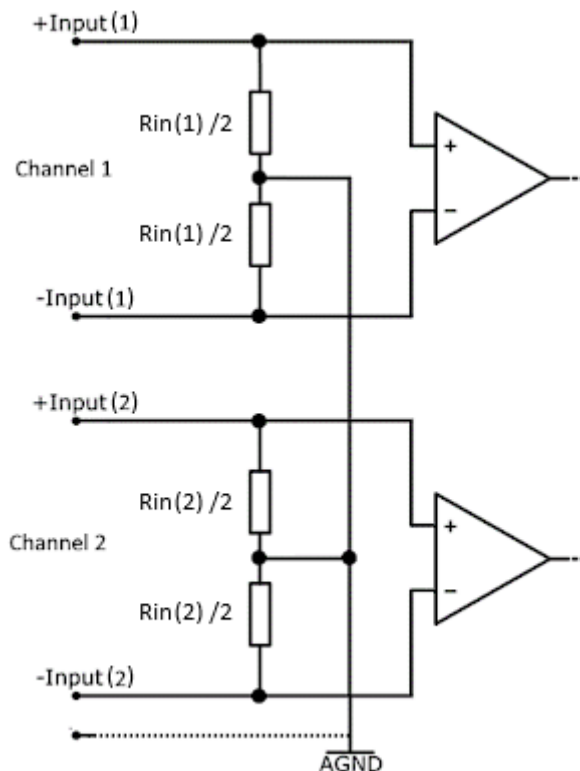 +Input(1)
Rin(1)/2
Channel 1
Rin(1)/2
-Input(1)
+Input(2)
Rin(2)/2
Channel 2
Rin(2)/2
-Input(2)
AGND